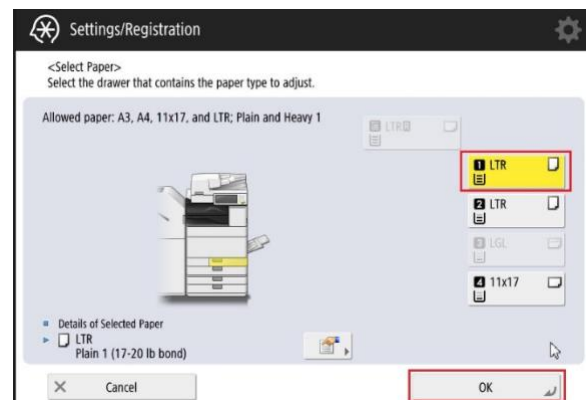 Settings/Registration
<Select Paper>
Select the drawer that contains the paper type to adjust.
Allowed paper: A3, A4, 11x17, and LTR; Plain and Heavy 1
LTR
1 LTR
2 LTR
3 LGL
4 11x17
Details of Selected Paper
LTR
Plain 1 (17-20 lb bond)
Cancel
OK